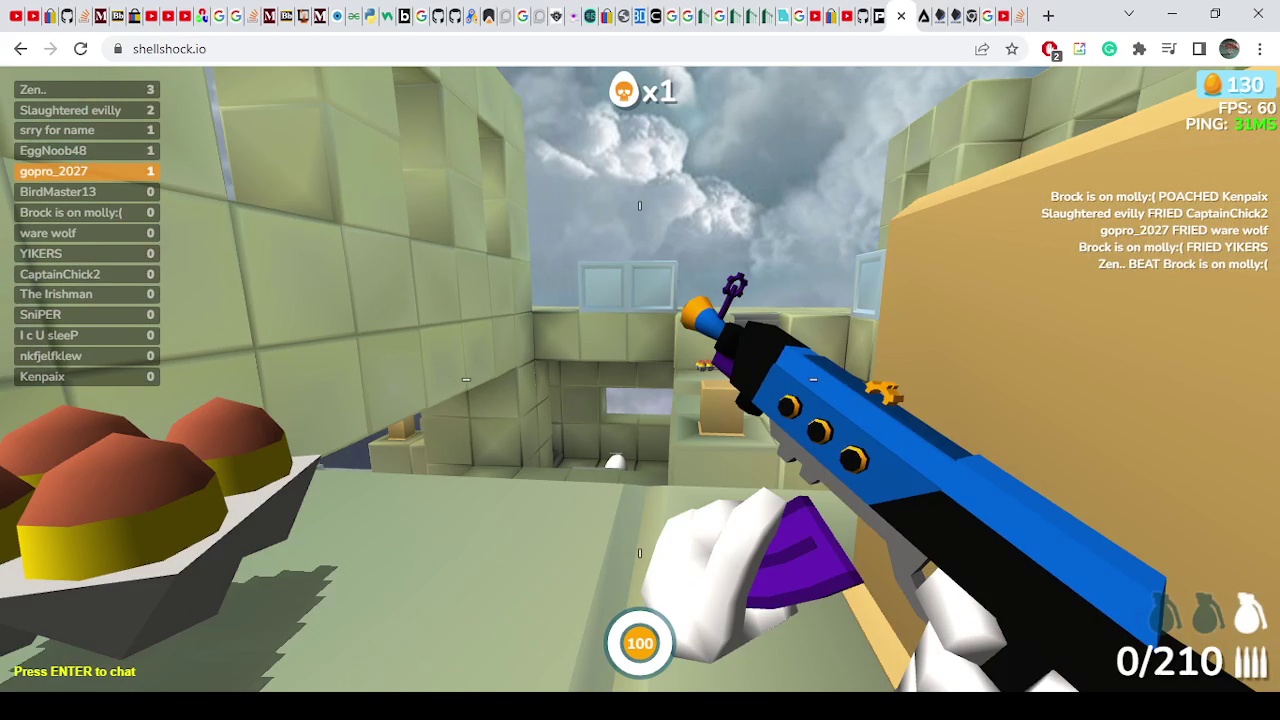 shellshock.io
2
Zen.. 3
Slaughtered evilly 2
srry for name 1
EggNoob48 1
gopro_2027 1
BirdMaster13 0
Brock is on molly:( 0
ware wolf 0
YIKERS 0
CaptainChick2 0
The Irishman 0
SniPER 0
I c U sleeP 0
nkfjelfklew 0
Kenpaix 0
x1
130
FPS: 60
PING: 31MS
Brock is on molly:( POACHED Kenpaix
Slaughtered evilly FRIED CaptainChick2
gopro_2027 FRIED ware wolf
Brock is on molly:( FRIED YIKERS
Zen.. BEAT Brock is on molly:(
100
0/210
Press ENTER to chat